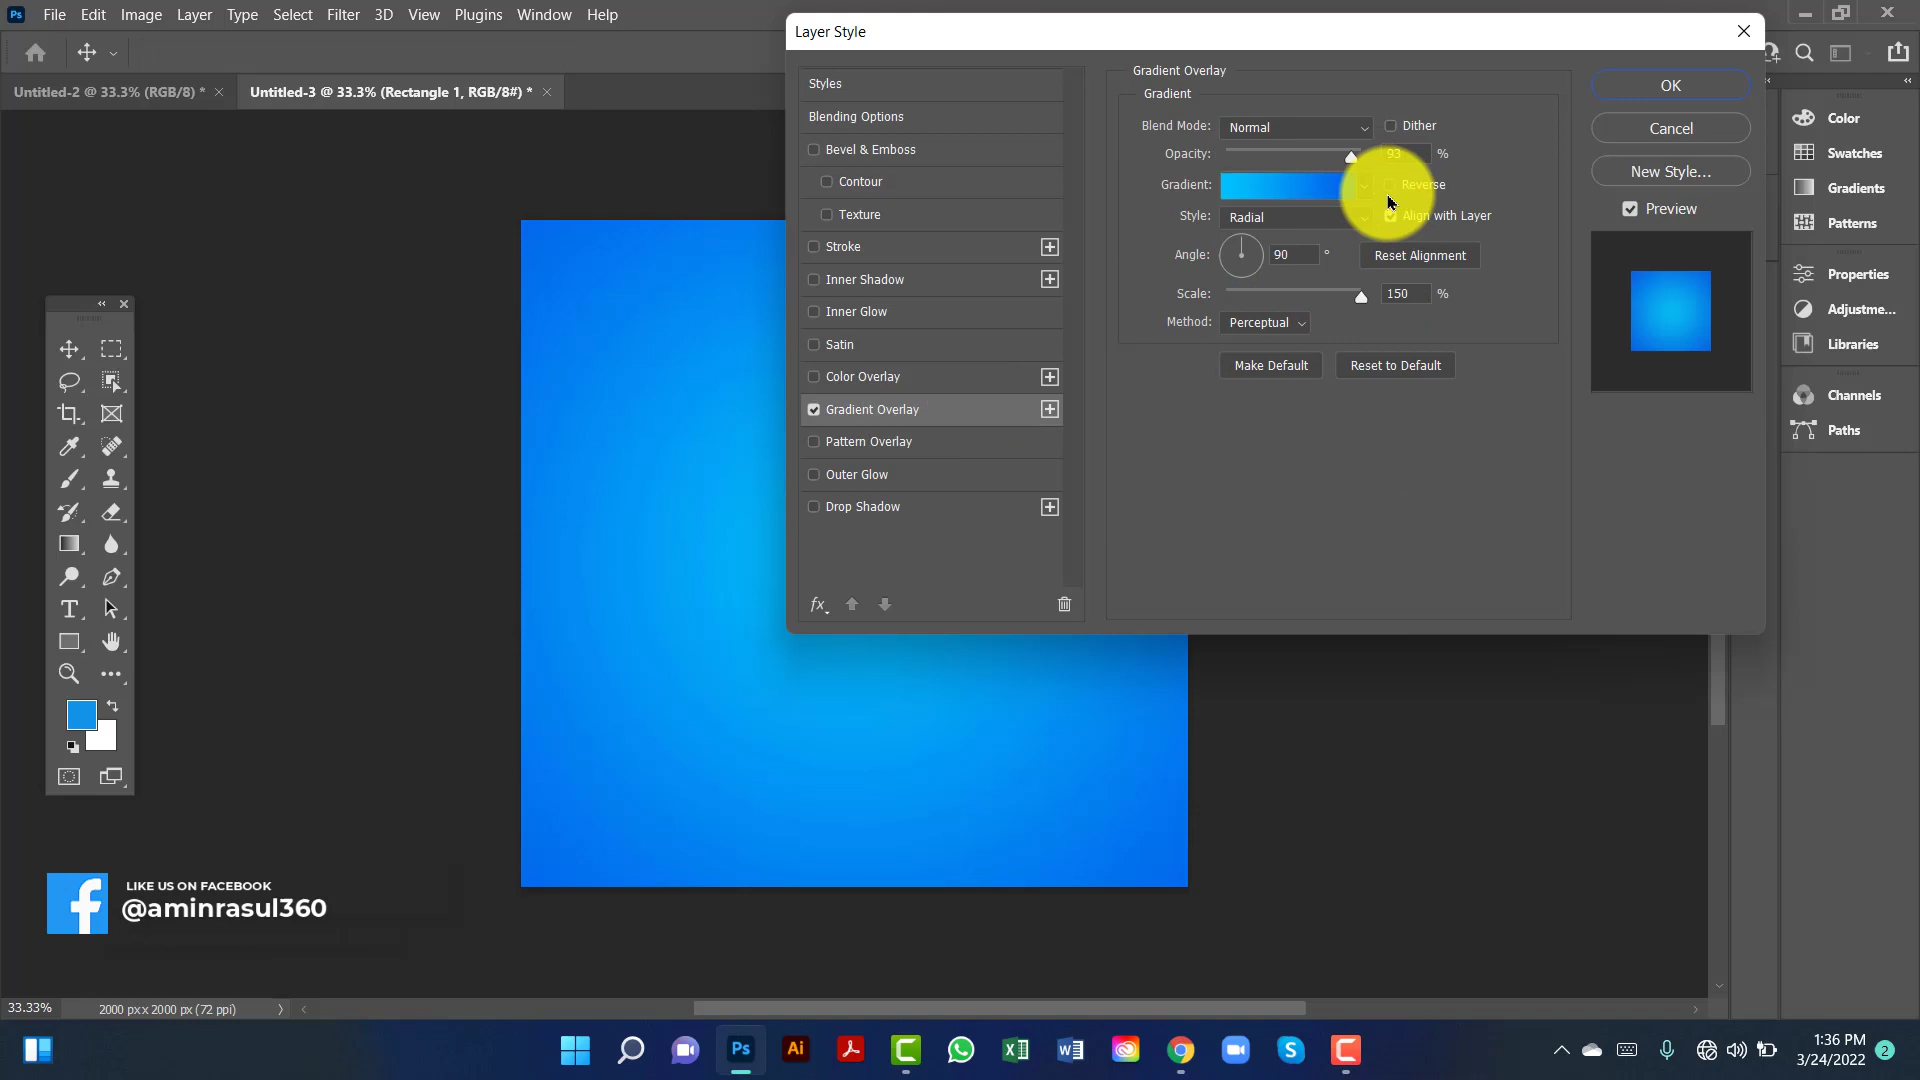 Ps File Edit Image Layer Type Select Filter 3D View Plugins Window Help
Untitled-2 @ 33.3% (RGB/8) *
Untitled-3 @ 33.3% (Rectangle 1, RGB/8#) *
Layer Style
Styles
Blending Options
Bevel & Emboss
Contour
Texture
Stroke
Inner Shadow
Inner Glow
Satin
Color Overlay
Gradient Overlay
Pattern Overlay
Outer Glow
Drop Shadow
fx
Gradient Overlay
Gradient
Blend Mode: Normal Dither
Opacity: 93 %
Gradient: Reverse
Style: Radial Align with Layer
Angle: 90 ° Reset Alignment
Scale: 150 %
Method: Perceptual
Make Default Reset to Default
OK
Cancel
New Style...
Preview
Color
Swatches
Gradients
Patterns
Properties
Adjustme...
Libraries
Channels
Paths
LIKE US ON FACEBOOK
@aminrasul360
33.33% 2000 px x 2000 px (72 ppi)
Ps Ai
1:36 PM
3/24/2022 2